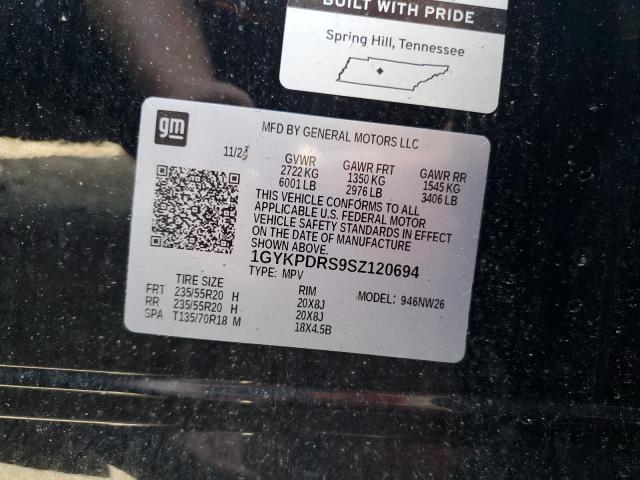 BUILT WITH PRIDE
Spring Hill, Tennessee
gm
MFD BY GENERAL MOTORS LLC
GVWR GAWR FRT GAWR RR
2722 KG 1350 KG 1545 KG
6001 LB 2976 LB 3406 LB
THIS VEHICLE CONFORMS TO ALL
APPLICABLE U.S. FEDERAL MOTOR
VEHICLE SAFETY STANDARDS IN EFFECT
ON THE DATE OF MANUFACTURE
SHOWN ABOVE.
1GYKPDRS9SZ120694
TYPE: MPV
TIRE SIZE RIM MODEL: 946NW26
FRT 235/55R20 H 20X8J
RR 235/55R20 H 20X8J
SPA T135/70R18 M 18X4.5B